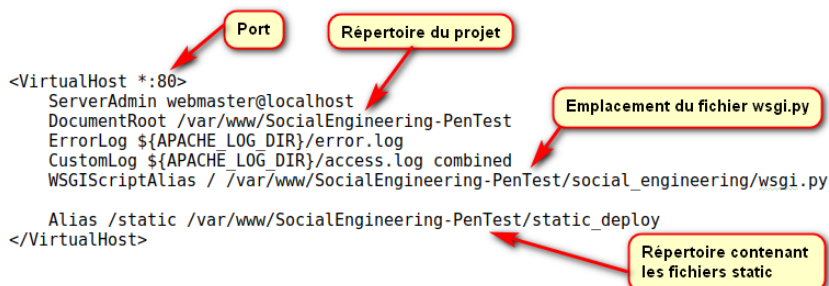 Port
Répertoire du projet
<VirtualHost *:80>
ServerAdmin webmaster@localhost
DocumentRoot /var/www/SocialEngineering-PenTest
ErrorLog ${APACHE_LOG_DIR}/error.log
CustomLog ${APACHE_LOG_DIR}/access.log combined
WSGIScriptAlias / /var/www/SocialEngineering-PenTest/social_engineering/wsgi.py
Emplacement du fichier wsgi.py
Alias /static /var/www/SocialEngineering-PenTest/static_deploy
</VirtualHost>
Répertoire contenant
les fichiers static